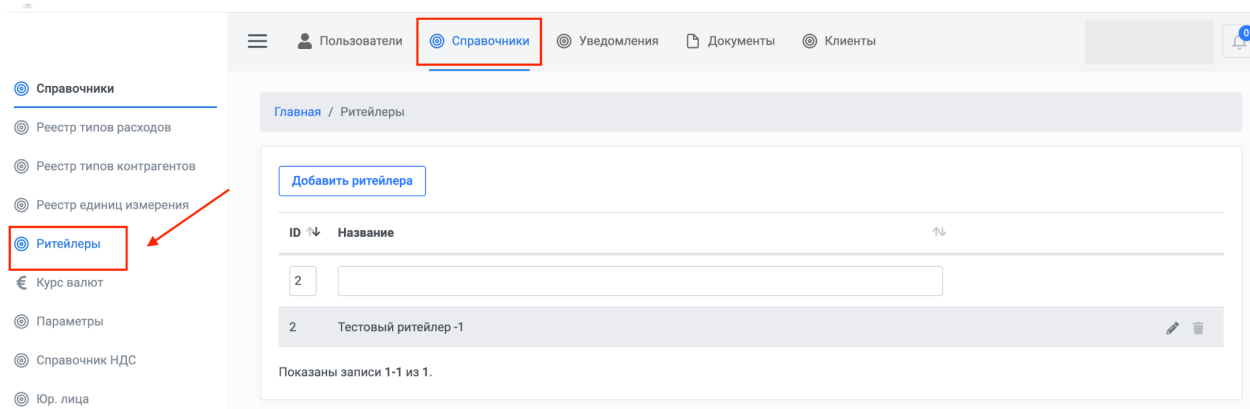 Пользователи Справочники Уведомления Документы Клиенты
0
Справочники
Реестр типов расходов
Реестр типов контрагентов
Реестр единиц измерения
Ритейлеры
€ Курс валют
Параметры
Справочник НДС
Юр. лица
Главная / Ритейлеры
Добавить ритейлера
ID Название
2
2 Тестовый ритейлер -1
Показаны записи 1-1 из 1.